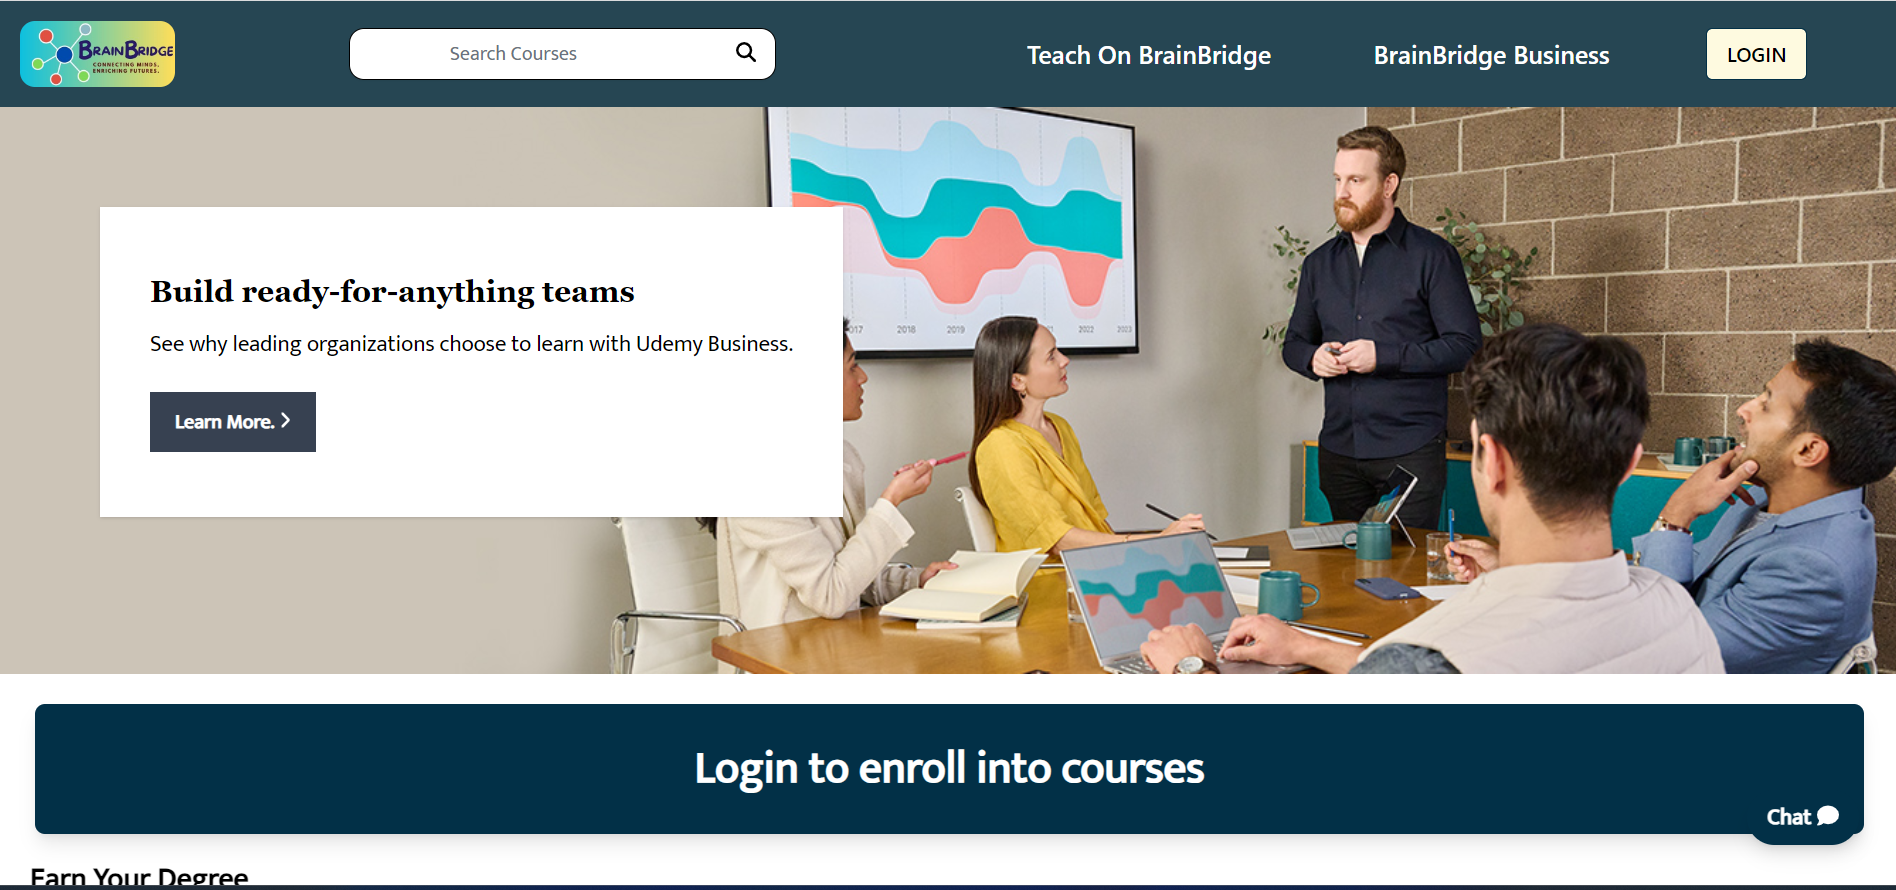 BRAINBRIDGE
CONNECTING MINDS.
ENRICHING FUTURES.
Search Courses
Teach On BrainBridge
BrainBridge Business
LOGIN
2018
2019
2022
2023
Build ready-for-anything teams
See why leading organizations choose to learn with Udemy Business.
Learn More.
Login to enroll into courses
Chat
Earn Your Degree